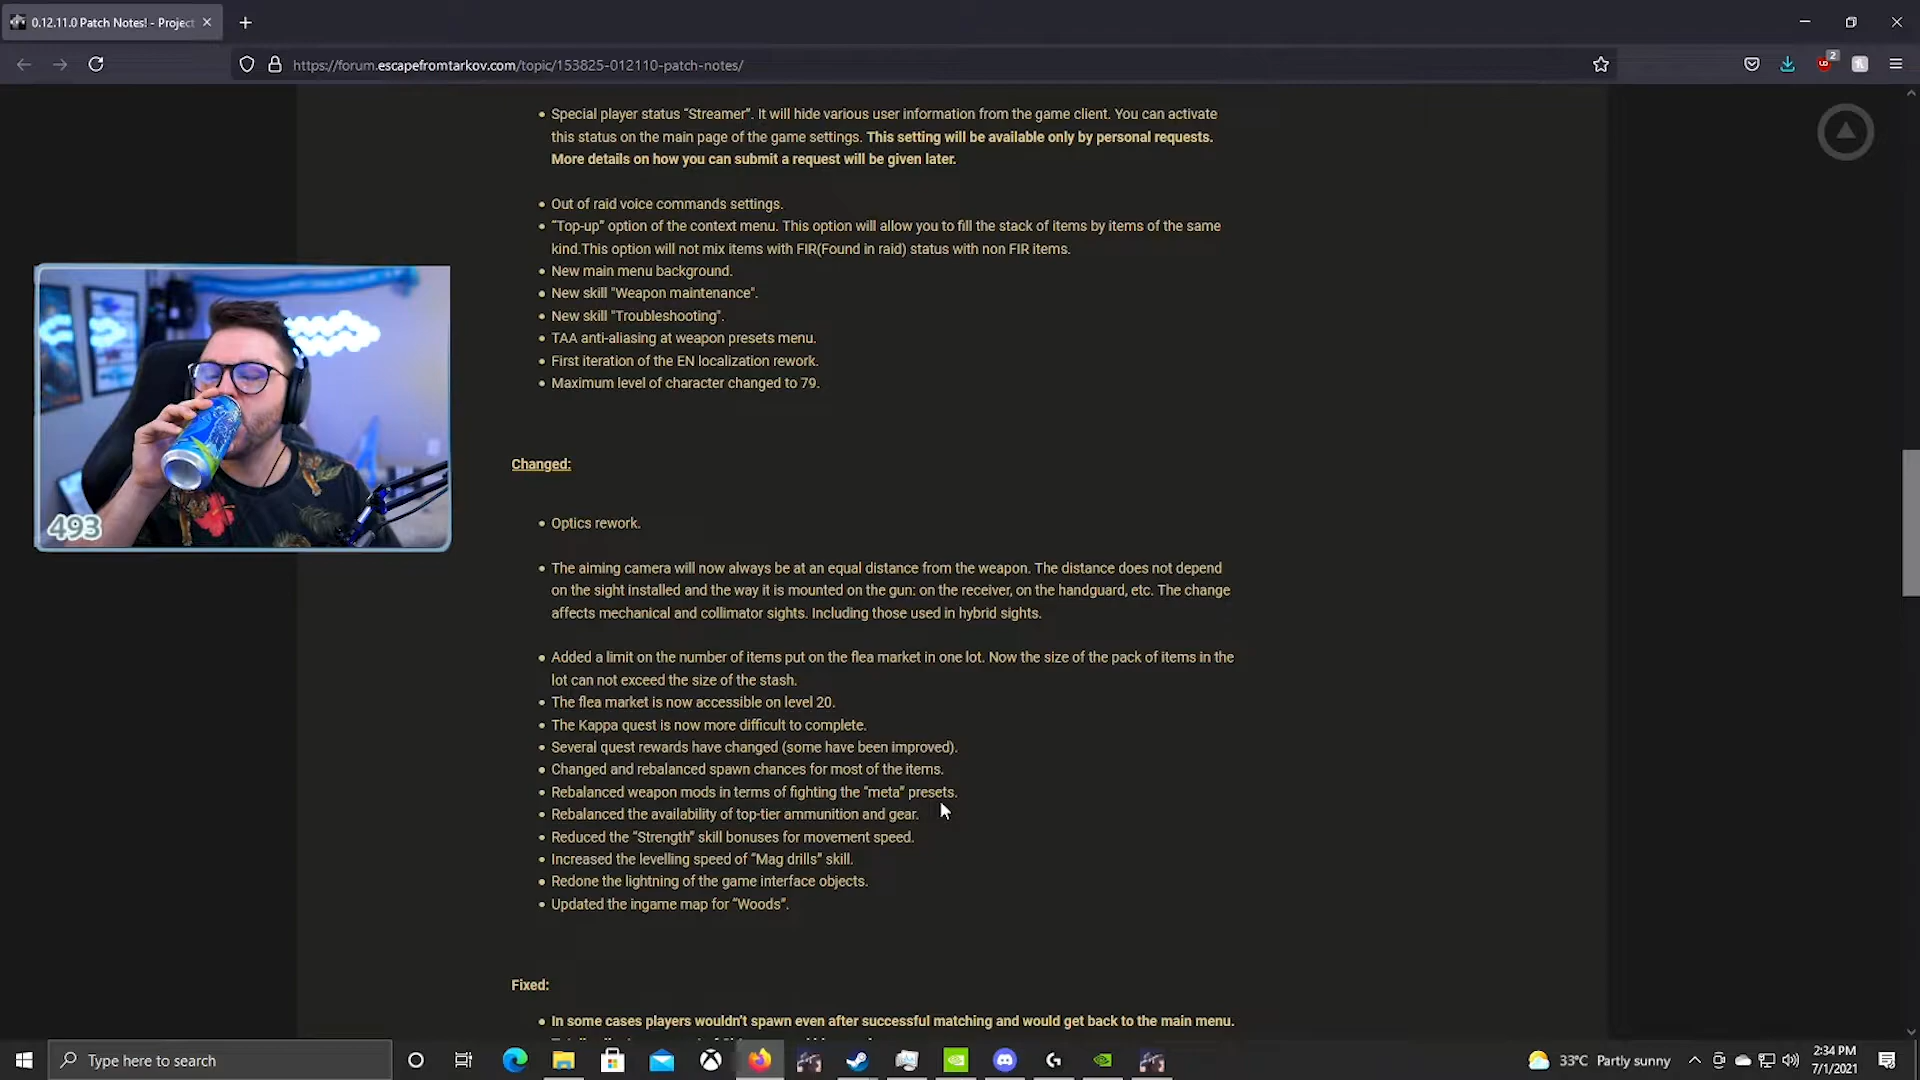 0.12.11.0 Patch Notes! - Project
https://forum.escapefromtarkov.com/topic/153825-012110-patch-notes/
2
• Special player status “Streamer”. It will hide various user information from the game client. You can activate
this status on the main page of the game settings. This setting will be available only by personal requests.
More details on how you can submit a request will be given later.
• Out of raid voice commands settings.
• “Top-up” option of the context menu. This option will allow you to fill the stack of items by items of the same
kind.This option will not mix items with FIR(Found in raid) status with non FIR items.
• New main menu background.
• New skill "Weapon maintenance".
• New skill "Troubleshooting".
• TAA anti-aliasing at weapon presets menu.
• First iteration of the EN localization rework.
• Maximum level of character changed to 79.
493
Changed:
• Optics rework.
• The aiming camera will now always be at an equal distance from the weapon. The distance does not depend
on the sight installed and the way it is mounted on the gun: on the receiver, on the handguard, etc. The change
affects mechanical and collimator sights. Including those used in hybrid sights.
• Added a limit on the number of items put on the flea market in one lot. Now the size of the pack of items in the
lot can not exceed the size of the stash.
• The flea market is now accessible on level 20.
• The Kappa quest is now more difficult to complete.
• Several quest rewards have changed (some have been improved).
• Changed and rebalanced spawn chances for most of the items.
• Rebalanced weapon mods in terms of fighting the “meta” presets.
• Rebalanced the availability of top-tier ammunition and gear.
• Reduced the “Strength” skill bonuses for movement speed.
• Increased the levelling speed of “Mag drills” skill.
• Redone the lightning of the game interface objects.
• Updated the ingame map for “Woods”.
Fixed:
• In some cases players wouldn’t spawn even after successful matching and would get back to the main menu.
Type here to search
33°C Partly sunny
2:34 PM
7/1/2021